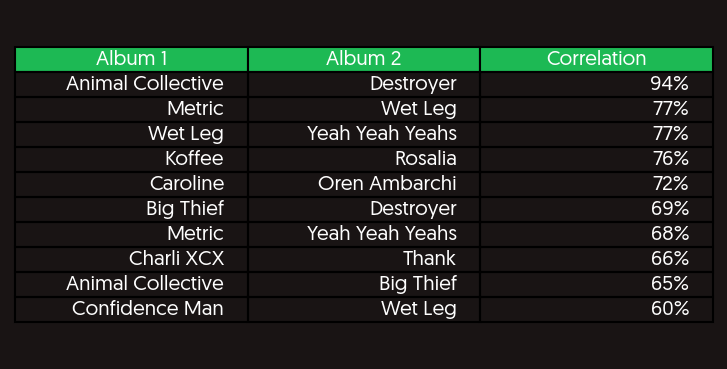 Album 1 Album 2 Correlation
Animal Collective Destroyer 94%
Metric Wet Leg 77%
Wet Leg Yeah Yeah Yeahs 77%
Koffee Rosalia 76%
Caroline Oren Ambarchi 72%
Big Thief Destroyer 69%
Metric Yeah Yeah Yeahs 68%
Charli XCX Thank 66%
Animal Collective Big Thief 65%
Confidence Man Wet Leg 60%